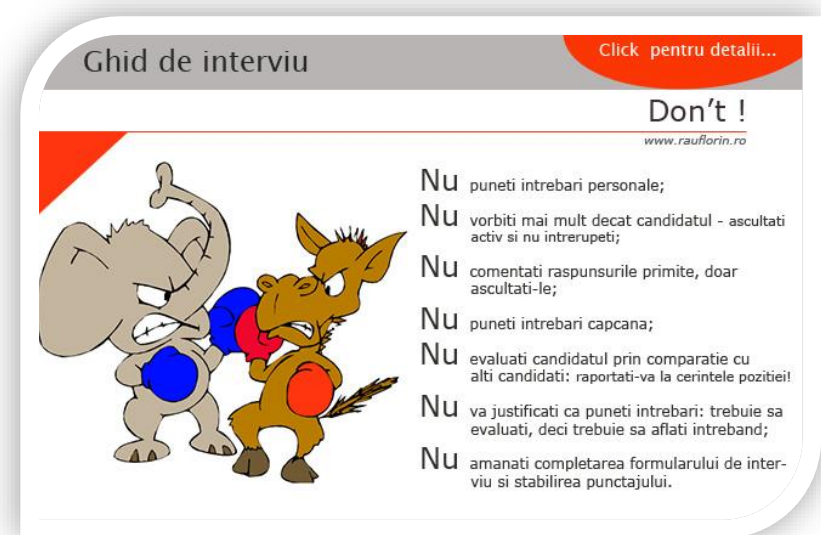 Ghid de interviu
Click pentru detalii...
Don't !
www.rauflorin.ro
Nu puneti intrebari personale;
Nu vorbiti mai mult decat candidatul - ascultati
activ si nu intrerupeti;
Nu comentati raspunsurile primite, doar
ascultati-le;
Nu puneti intrebari capcana;
Nu evaluati candidatul prin comparatie cu
alti candidati: raportati-va la cerintele pozitiei!
Nu va justificati ca puneti intrebari: trebuie sa
evaluati, deci trebuie sa aflati intreband;
Nu amanati completarea formularului de inter-
viu si stabilirea punctajului.